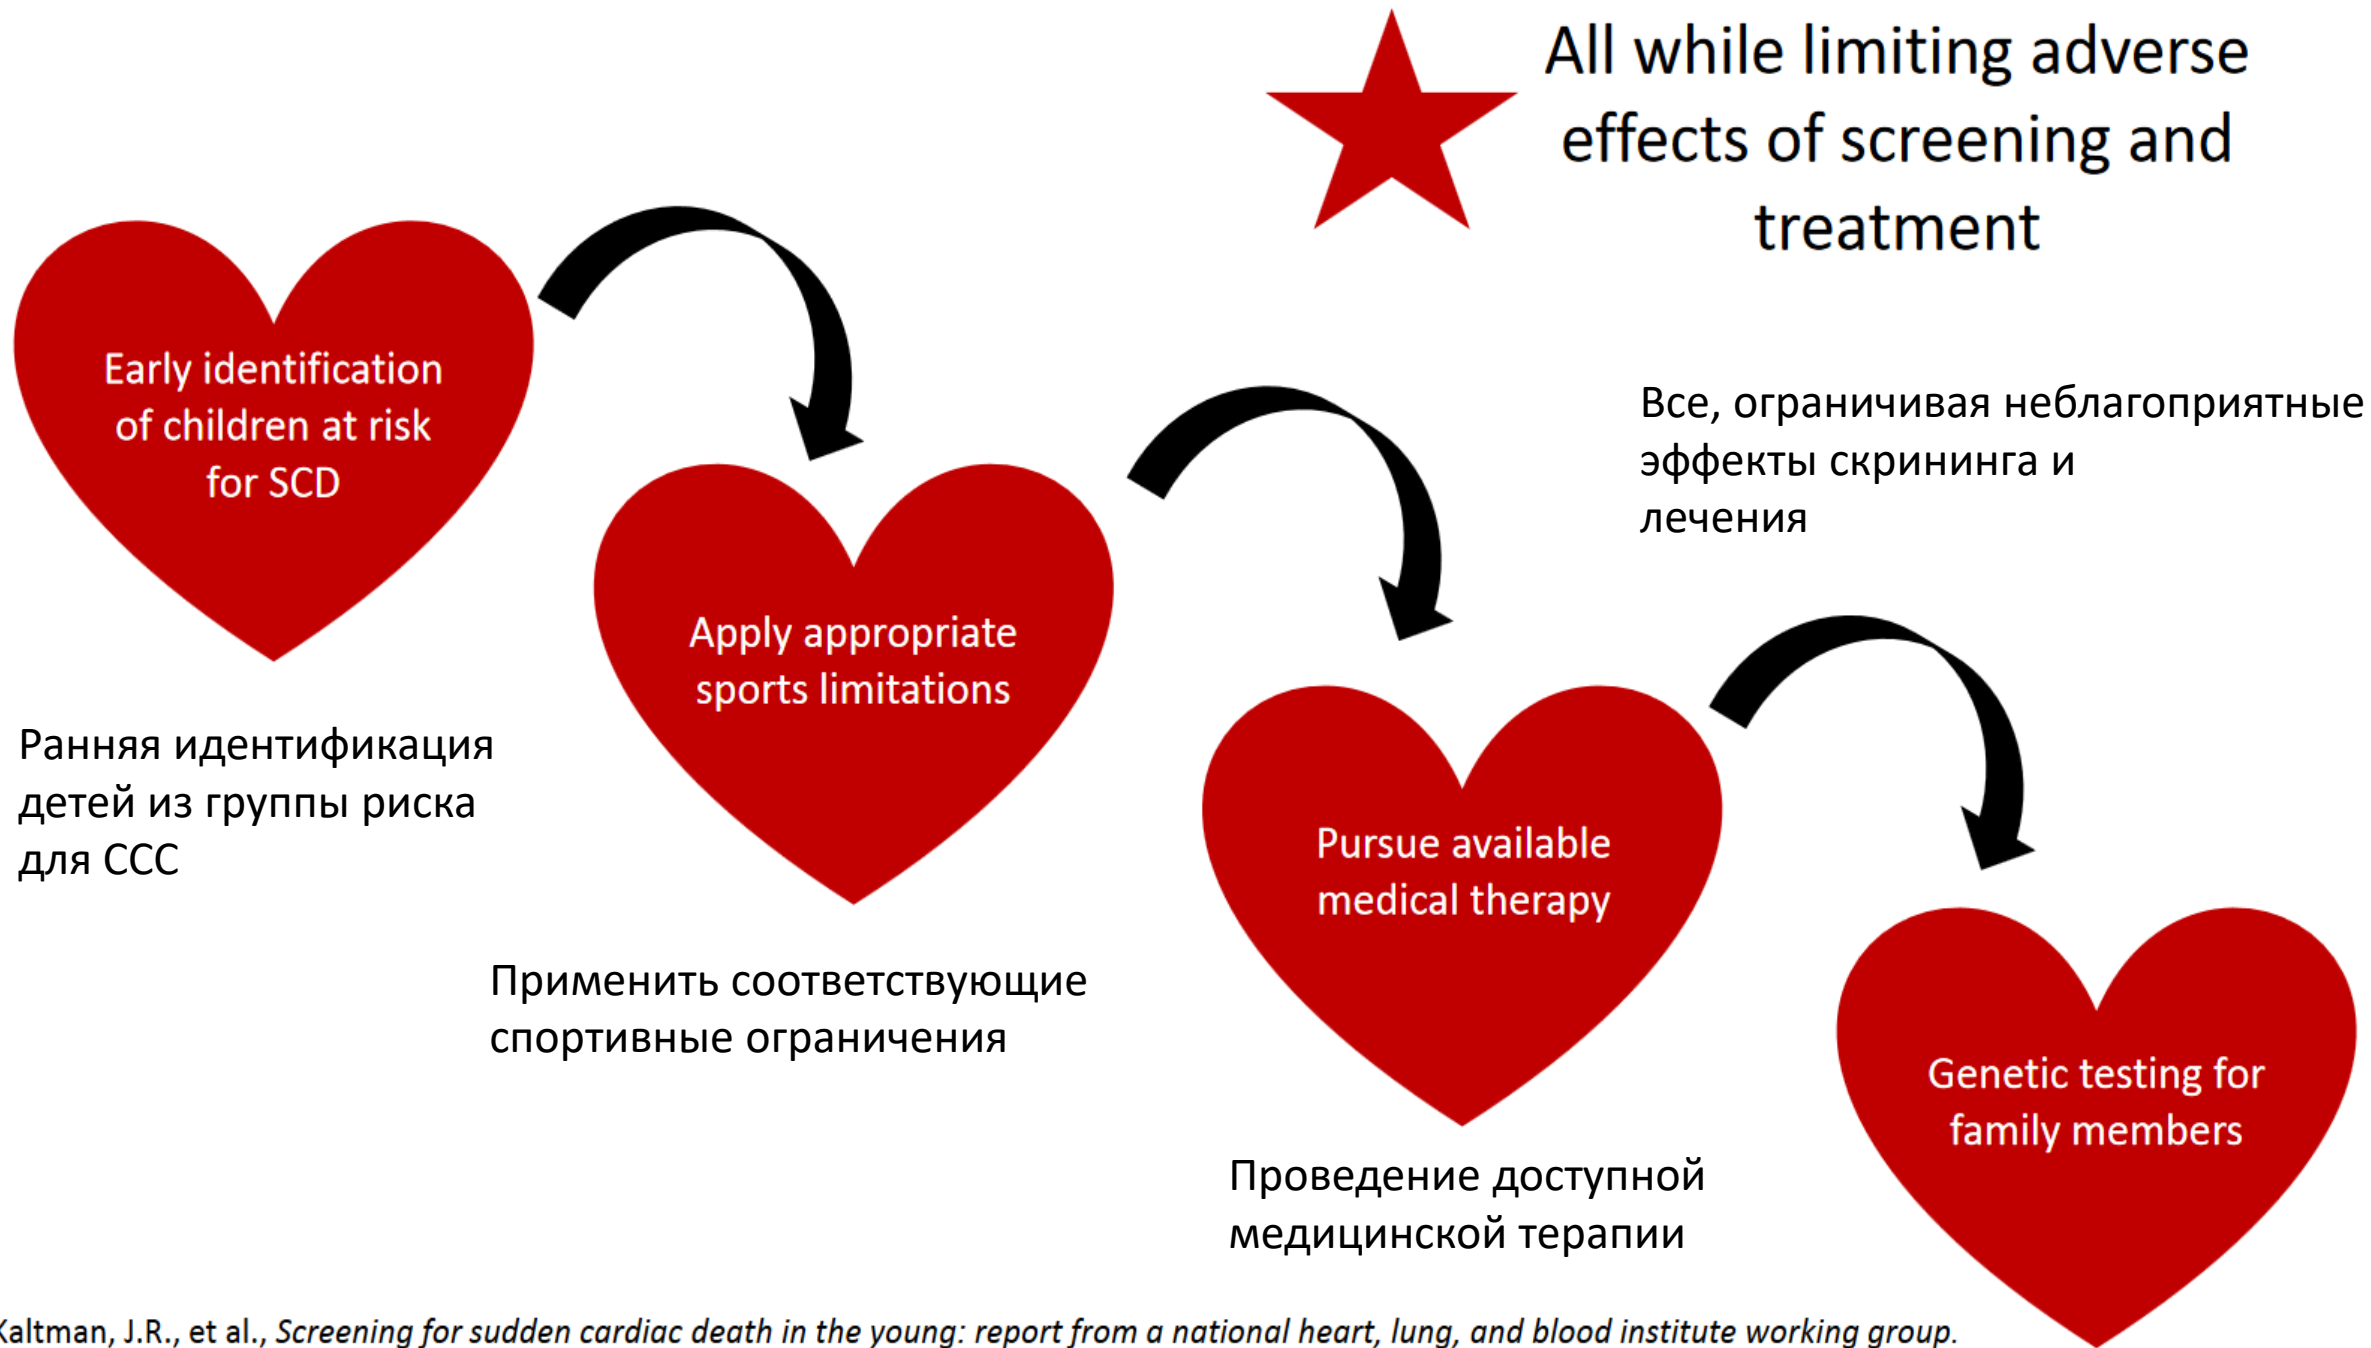 All while limiting adverse
effects of screening and
treatment
Early identification
of children at risk
for SCD
Ранняя идентификация
детей из группы риска
для ССС
Apply appropriate
sports limitations
Применить соответствующие
спортивные ограничения
Все, ограничивая неблагоприятные
эффекты скрининга и
лечения
Pursue available
medical therapy
Проведение доступной
медицинской терапии
Genetic testing for
family members
Kaltman, J.R., et al., Screening for sudden cardiac death in the young: report from a national heart, lung, and blood institute working group.